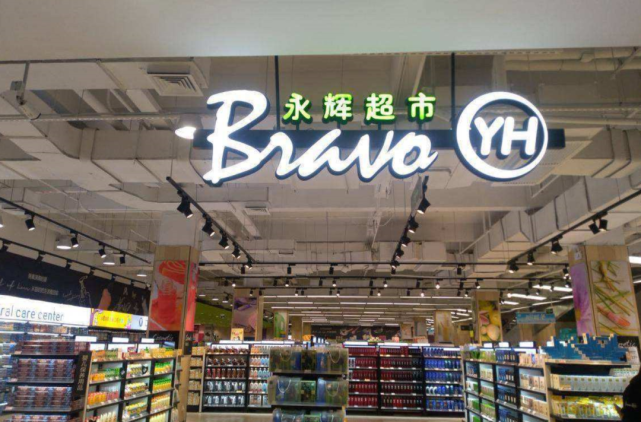 永辉超市
Bravo YH
ral care center